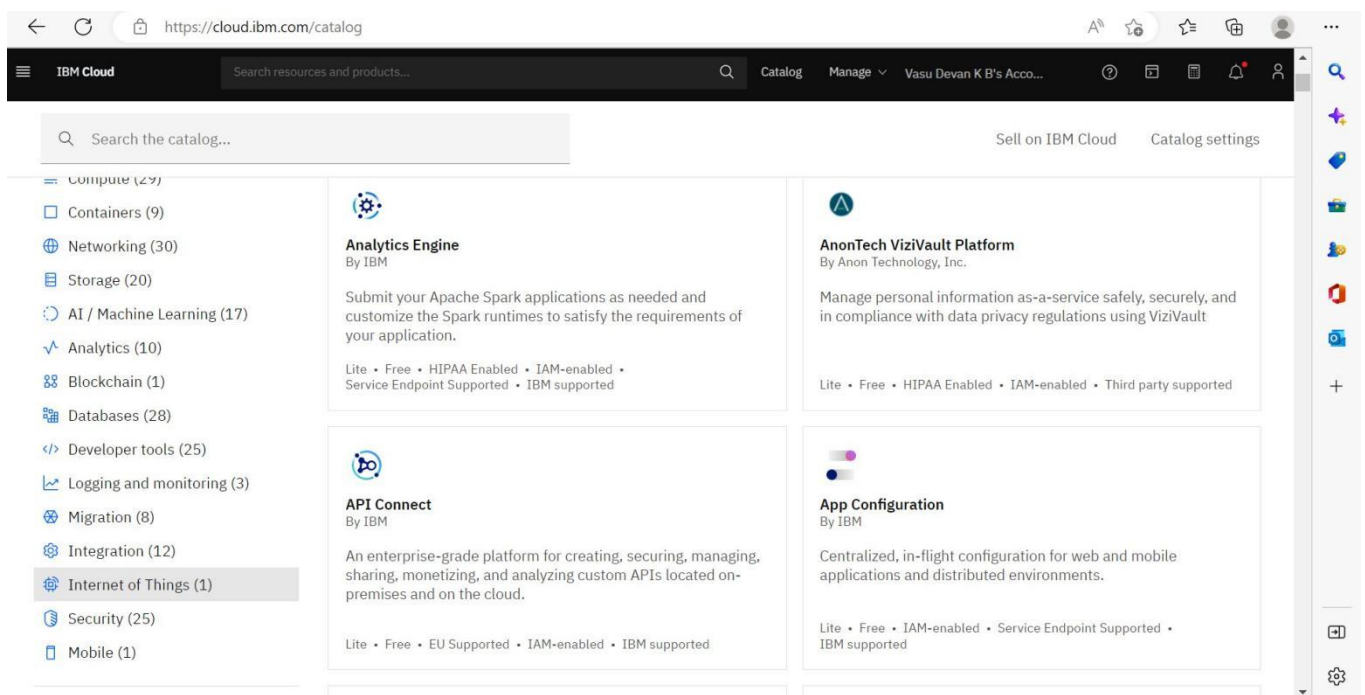 https://cloud.ibm.com/catalog
IBM Cloud
Search resources and products...
Catalog
Manage
Vasu Devan K B's Acco...
Search the catalog...
Sell on IBM Cloud
Catalog settings
Compute (29)
Containers (9)
Networking (30)
Storage (20)
AI / Machine Learning (17)
Analytics (10)
Blockchain (1)
Databases (28)
Developer tools (25)
Logging and monitoring (3)
Migration (8)
Integration (12)
Internet of Things (1)
Security (25)
Mobile (1)
Analytics Engine
By IBM
Submit your Apache Spark applications as needed and
customize the Spark runtimes to satisfy the requirements of
your application.
Lite • Free • HIPAA Enabled • IAM-enabled •
Service Endpoint Supported • IBM supported
AnonTech ViziVault Platform
By Anon Technology, Inc.
Manage personal information as-a-service safely, securely, and
in compliance with data privacy regulations using ViziVault
Lite • Free • HIPAA Enabled • IAM-enabled • Third party supported
API Connect
By IBM
An enterprise-grade platform for creating, securing, managing,
sharing, monetizing, and analyzing custom APIs located on-
premises and on the cloud.
Lite • Free • EU Supported • IAM-enabled • IBM supported
App Configuration
By IBM
Centralized, in-flight configuration for web and mobile
applications and distributed environments.
Lite • Free • IAM-enabled • Service Endpoint Supported •
IBM supported